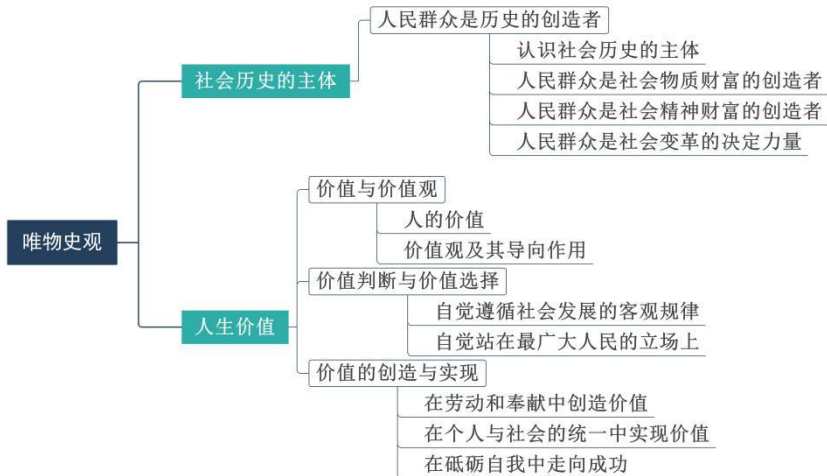 唯物史观
社会历史的主体
人民群众是历史的创造者
认识社会历史的主体
人民群众是社会物质财富的创造者
人民群众是社会精神财富的创造者
人民群众是社会变革的决定力量
人生价值
价值与价值观
人的价值
价值观及其导向作用
价值判断与价值选择
自觉遵循社会发展的客观规律
自觉站在最广大人民的立场上
价值的创造与实现
在劳动和奉献中创造价值
在个人与社会的统一中实现价值
在砥砺自我中走向成功